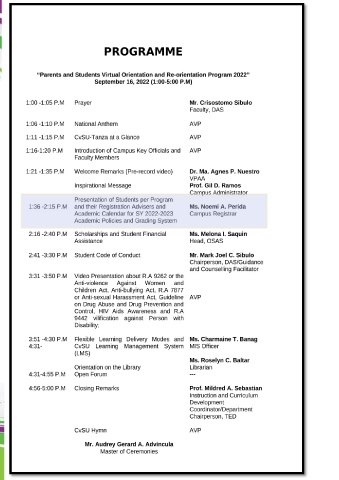 PROGRAMME
"Parents and Students Virtual Orientation and Re-orientation Program 2022"
September 16, 2022 (1:00-5:00 P.M)
1:00 -1:05 P.M Prayer Mr. Crisostomo Sibulo
Faculty, DAS
1:06 -1:10 P.M National Anthem AVP
1:11 -1:15 P.M CvSU-Tanza at a Glance AVP
1:16-1:20 P.M Introduction of Campus Key Officials and AVP
Faculty Members
1:21 -1:35 P.M Welcome Remarks (Pre-record video) Dr. Ma. Agnes P. Nuestro
VPAA
Inspirational Message Prof. Gil D. Ramos
Campus Administrator
Presentation of Students per Program
1:36 -2:15 P.M and their Registration Advisers and Ms. Noemi A. Perida
Academic Calendar for SY 2022-2023 Campus Registrar
Academic Policies and Grading System
2:16 -2:40 P.M Scholarships and Student Financial Ms. Melona I. Saquin
Assistance Head, OSAS
2:41 -3:30 P.M Student Code of Conduct Mr. Mark Joel C. Sibulo
Chairperson, DAS/Guidance
and Counselling Facilitator
3:31 -3:50 P.M Video Presentation about R.A 9262 or the
Anti-violence Against Women and
Children Act, Anti-bullying Act, R.A 7877
or Anti-sexual Harassment Act, Guideline AVP
on Drug Abuse and Drug Prevention and
Control, HIV Aids Awareness and R.A
9442 vilification against Person with
Disability;
3:51 -4:30 P.M Flexible Learning Delivery Modes and Ms. Charmaine T. Banag
4:31- CvSU Learning Management System MIS Officer
(LMS)
Ms. Roselyn C. Baltar
Orientation on the Library Librarian
4:31-4:55 P.M Open Forum ---
4:56-5:00 P.M Closing Remarks Prof. Mildred A. Sebastian
Instruction and Curriculum
Development
Coordinator/Department
Chairperson, TED
CvSU Hymn AVP
Mr. Audrey Gerard A. Advincula
Master of Ceremonies